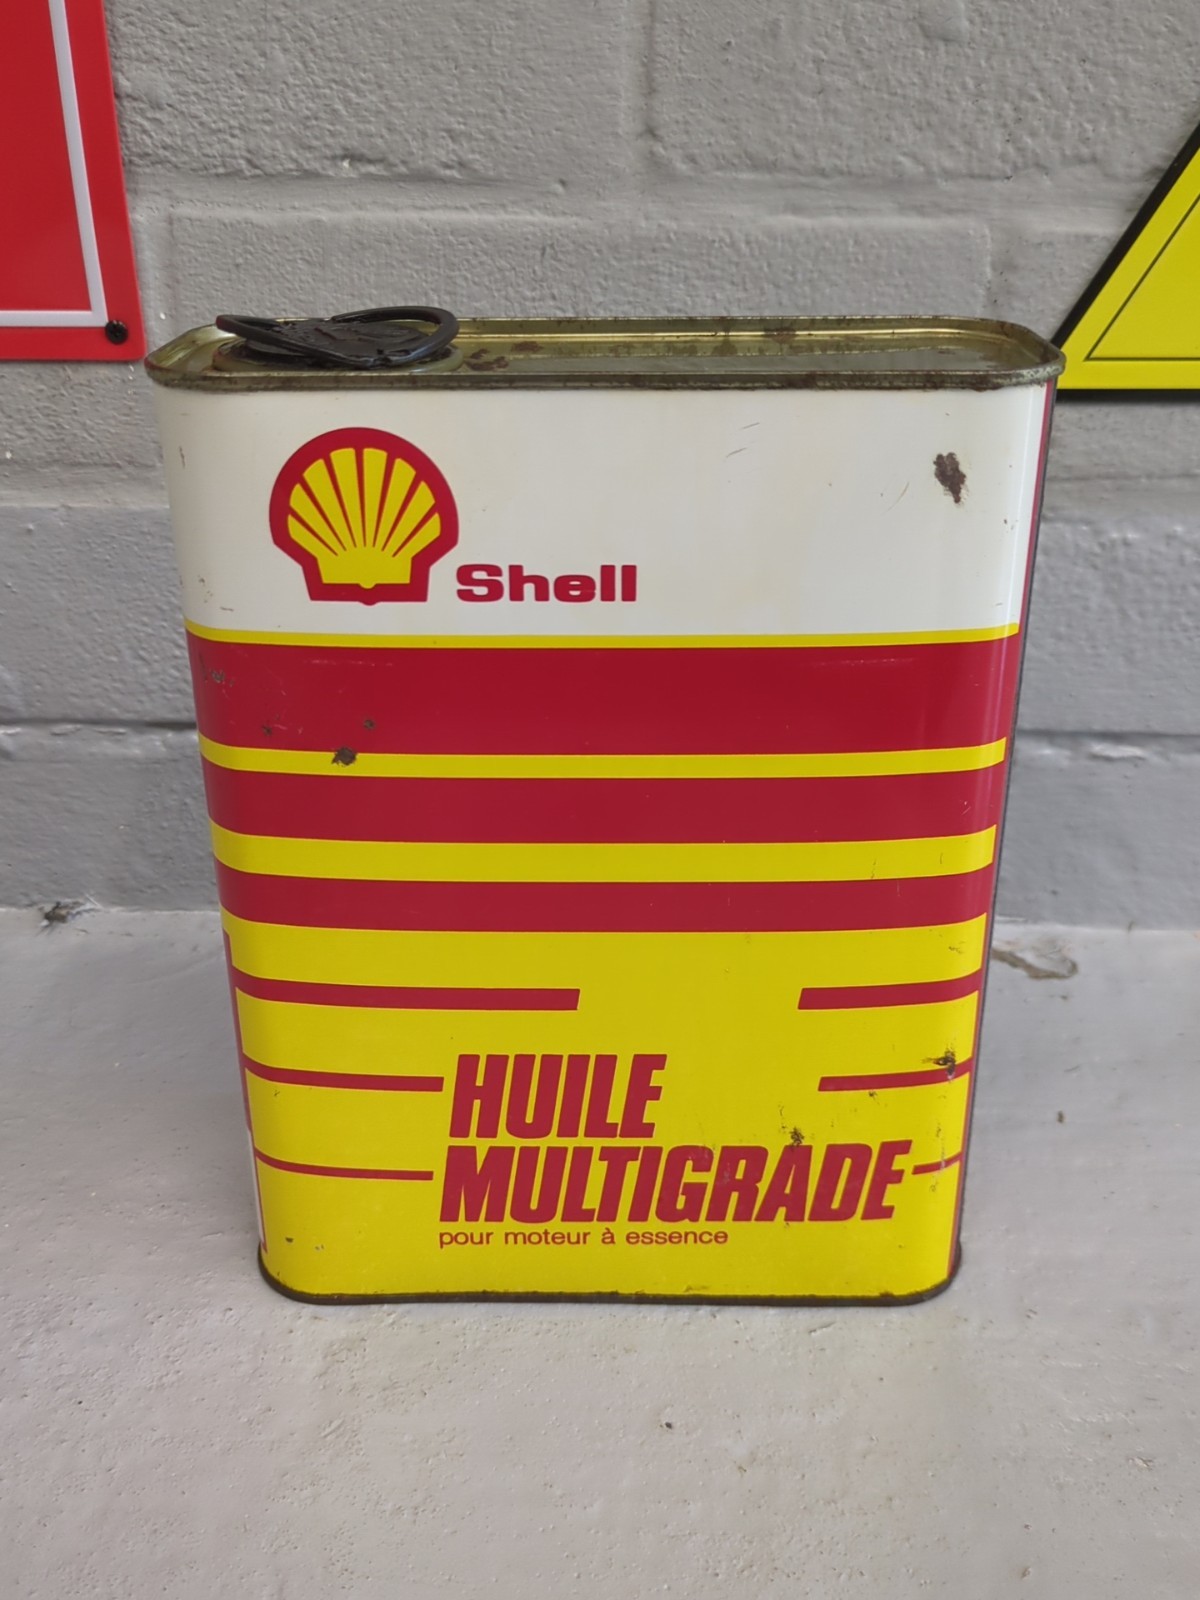 Shell
HUILE
MULTIGRADE
pour moteur à essence